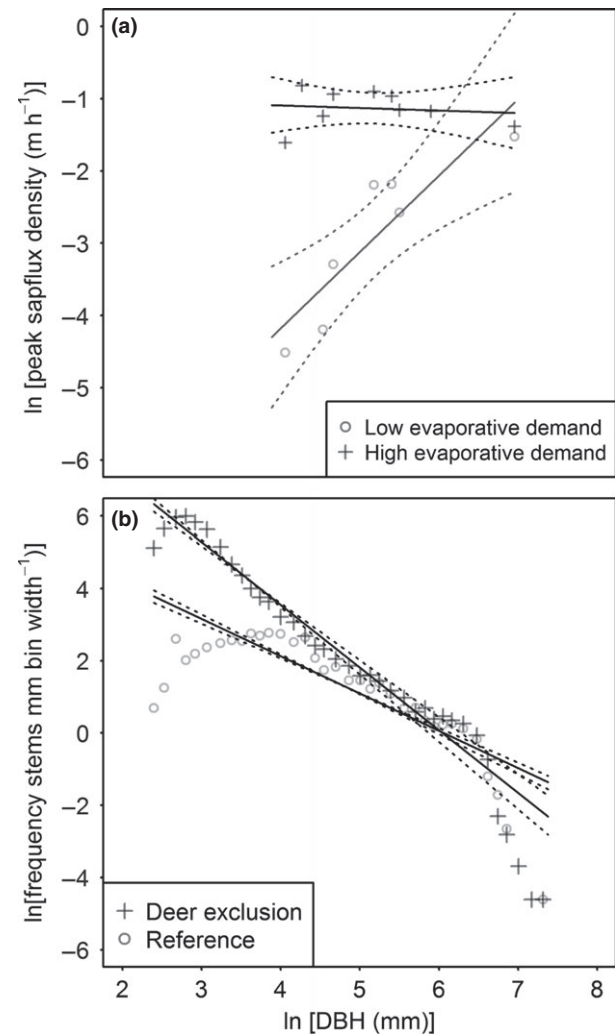 (a)
0
−1
−2
−3
−4
−5
−6
ln [peak sapflux density (m h⁻¹)]
Low evaporative demand
High evaporative demand
(b)
6
4
2
0
−2
−4
−6
ln[frequency stems mm bin width⁻¹)]
Deer exclusion
Reference
2 3 4 5 6 7 8
ln [DBH (mm)]